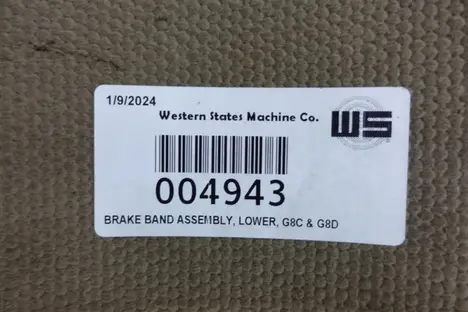 1/9/2024
Western States Machine Co.
WS
004943
BRAKE BAND ASSEMBLY, LOWER, G8C & G8D